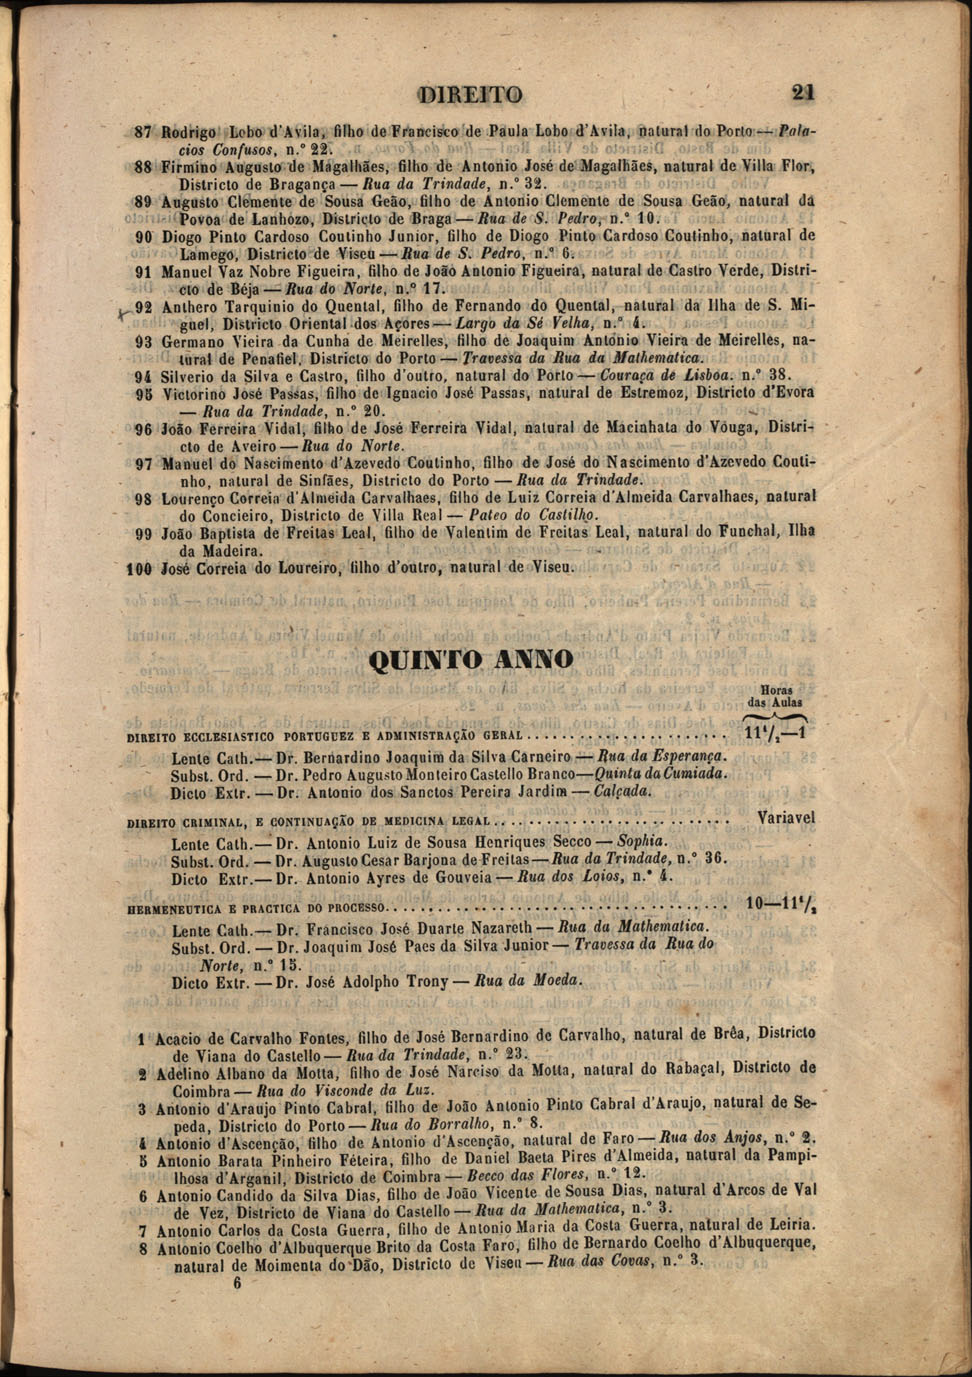 DIREITO 21
87 Rodrigo Lobo d'Avila, filho de Francisco de Paula Lobo d'Avila, natural do Porto — Pala-
cios Confusos, n.º 22.
88 Firmino Augusto de Magalhães, filho de Antonio José de Magalhães, natural de Villa Flor,
Districto de Bragança — Rua da Trindade, n.º 32.
89 Augusto Clemente de Sousa Geão, filho de Antonio Clemente de Sousa Geão, natural da
Povoa de Lanhozo, Districto de Braga — Rua de S. Pedro, n.º 10.
90 Diogo Pinto Cardoso Coutinho Junior, filho de Diogo Pinto Cardoso Coutinho, natural de
Lamego, Districto de Viseu — Rua de S. Pedro, n.º 6.
91 Manuel Vaz Nobre Figueira, filho de João Antonio Figueira, natural de Castro Verde, Distri-
cto de Béja — Rua do Norte, n.º 17.
92 Anthero Tarquinio do Quental, filho de Fernando do Quental, natural da Ilha de S. Mi-
guel, Districto Oriental dos Açores — Largo da Sé Velha, n.º 4.
93 Germano Vieira da Cunha de Meirelles, filho de Joaquim Antonio Vieira de Meirelles, na-
tural de Penafiel, Districto do Porto — Travessa da Rua da Mathematica.
94 Silverio da Silva e Castro, filho d'outro, natural do Porto — Couraça de Lisboa. n.º 38.
95 Victorino José Passas, filho de Ignacio José Passas, natural de Estremoz, Districto d'Evora
— Rua da Trindade, n.º 20.
96 João Ferreira Vidal, filho de José Ferreira Vidal, natural de Macinhata do Vouga, Distri-
cto de Aveiro — Rua do Norte.
97 Manuel do Nascimento d'Azevedo Coutinho, filho de José do Nascimento d'Azevedo Couti-
nho, natural de Sinfães, Districto do Porto — Rua da Trindade.
98 Lourenço Correia d'Almeida Carvalhaes, filho de Luiz Correia d'Almeida Carvalhaes, natural
do Concieiro, Districto de Villa Real — Pateo do Castilho.
99 João Baptista de Freitas Leal, filho de Valentim de Freitas Leal, natural do Funchal, Ilha
da Madeira.
100 José Correia do Loureiro, filho d'outro, natural de Viseu.
QUINTO ANNO
Horas
das Aulas
DIREITO ECCLESIASTICO PORTUGUEZ E ADMINISTRAÇÃO GERAL ........................ 11 1/2—1
Lente Cath.— Dr. Bernardino Joaquim da Silva Carneiro — Rua da Esperança.
Subst. Ord. — Dr. Pedro Augusto Monteiro Castello Branco—Quinta da Cumiada.
Dicto Extr. — Dr. Antonio dos Sanctos Pereira Jardim — Calçada.
DIREITO CRIMINAL, E CONTINUAÇÃO DE MEDICINA LEGAL ........................ Variavel
Lente Cath.— Dr. Antonio Luiz de Sousa Henriques Secco — Sophia.
Subst. Ord. — Dr. Augusto Cesar Barjona de Freitas—Rua da Trindade, n.º 36.
Dicto Extr.— Dr. Antonio Ayres de Gouveia — Rua dos Loios, n.º 4.
HERMENEUTICA E PRACTICA DO PROCESSO........................ 10—11 1/2
Lente Cath.— Dr. Francisco José Duarte Nazareth — Rua da Mathematica.
Subst. Ord. — Dr. Joaquim José Paes da Silva Junior — Travessa da Rua do
Norte, n.º 15.
Dicto Extr. — Dr. José Adolpho Trony — Rua da Moeda.
1 Acacio de Carvalho Fontes, filho de José Bernardino de Carvalho, natural de Brêa, Districto
de Viana do Castello — Rua da Trindade, n.º 23.
2 Adelino Albano da Motta, filho de José Narciso da Motta, natural do Rabaçal, Districto de
Coimbra — Rua do Visconde da Luz.
3 Antonio d'Araujo Pinto Cabral, filho de João Antonio Pinto Cabral d'Araujo, natural de Se-
peda, Districto do Porto — Rua do Borralho, n.º 8.
4 Antonio d'Ascenção, filho de Antonio d'Ascenção, natural de Faro — Rua dos Anjos, n.º 2.
5 Antonio Barata Pinheiro Féteira, filho de Daniel Baeta Pires d'Almeida, natural da Pampi-
lhosa d'Arganil, Districto de Coimbra — Becco das Flores, n.º 12.
6 Antonio Candido da Silva Dias, filho de João Vicente de Sousa Dias, natural d'Arcos de Val
de Vez, Districto de Viana do Castello — Rua da Mathematica, n.º 3.
7 Antonio Carlos da Costa Guerra, filho de Antonio Maria da Costa Guerra, natural de Leiria.
8 Antonio Coelho d'Albuquerque Brito da Costa Faro, filho de Bernardo Coelho d'Albuquerque,
natural de Moimenta do Dão, Districto de Viseu — Rua das Covas, n.º 3.
6